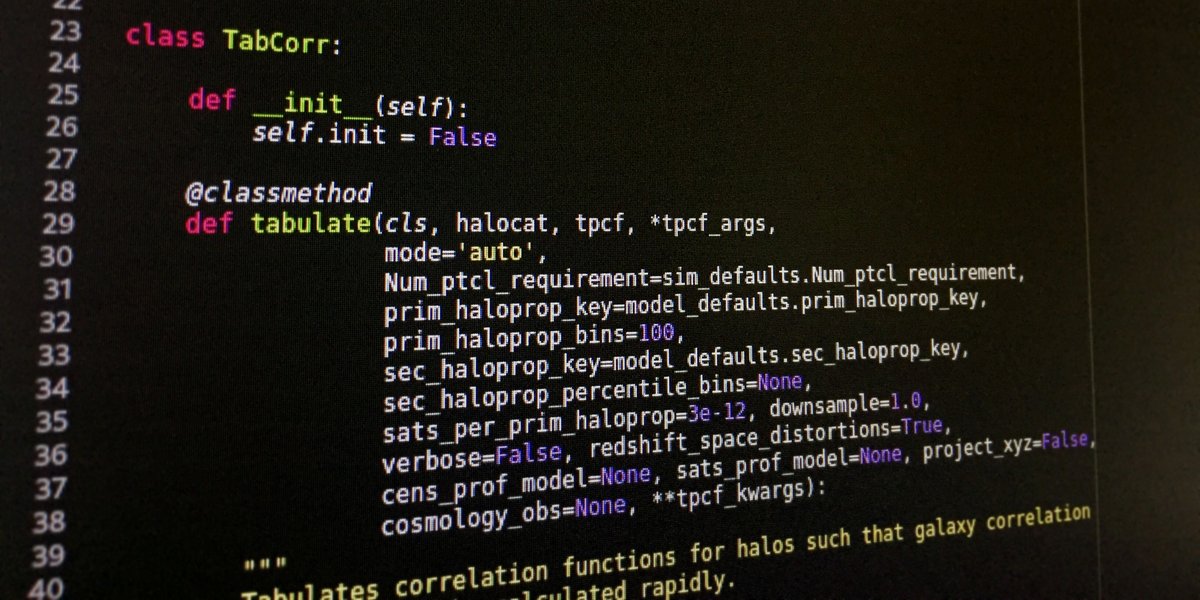 22
23 class TabCorr:
24
25 def __init__(self):
26 self.init = False
27
28 @classmethod
29 def tabulate(cls, halocat, tpcf, *tpcf_args,
30 mode='auto',
31 Num_ptcl_requirement=sim_defaults.Num_ptcl_requirement,
32 prim_haloprop_key=model_defaults.prim_haloprop_key,
33 prim_haloprop_bins=100,
34 sec_haloprop_key=model_defaults.sec_haloprop_key,
35 sec_haloprop_percentile_bins=None,
36 sats_per_prim_haloprop=3e-12, downsample=1.0,
37 verbose=False, redshift_space_distortions=True,
38 cens_prof_model=None, sats_prof_model=None, project_xyz=False,
39 cosmology_obs=None, **tpcf_kwargs):
40 """
Tabulates correlation functions for halos such that galaxy correlation
calculated rapidly.